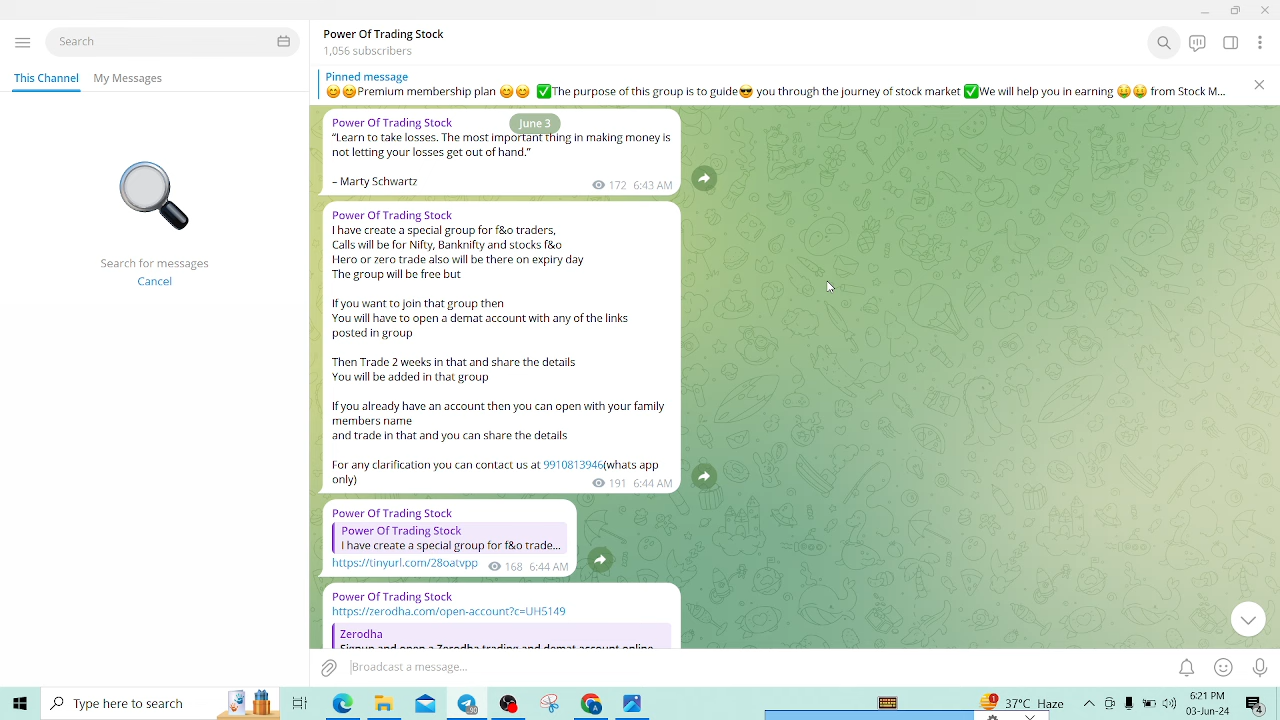 Search
Power Of Trading Stock
1,056 subscribers
This Channel My Messages
Pinned message
😊😊Premium membership plan 😊😊 ✅The purpose of this group is to guide😎 you through the journey of stock market ✅We will help you in earning 🤑🤑 from Stock M...
June 3
Power Of Trading Stock
“Learn to take losses. The most important thing in making money is
not letting your losses get out of hand.”
– Marty Schwartz
172 6:43 AM
Search for messages
Cancel
Power Of Trading Stock
I have create a special group for f&o traders,
Calls will be for Nifty, Banknifty and stocks f&o
Hero or zero trade also will be there on expiry day
The group will be free but
If you want to join that group then
You will have to open a demat account with any of the links
posted in group
Then Trade 2 weeks in that and share the details
You will be added in that group
If you already have an account then you can open with your family
members name
and trade in that and you can share the details
For any clarification you can contact us at 9910813946(whats app
only)
191 6:44 AM
Power Of Trading Stock
Power Of Trading Stock
I have create a special group for f&o trade...
https://tinyurl.com/28oatvpp 168 6:44 AM
Power Of Trading Stock
https://zerodha.com/open-account?c=UH5149
Zerodha
Signup and open a Zerodha trading and demat account online
Broadcast a message...
Type here to search
1
37°C Haze
6:21 PM
03-Jun-24
4